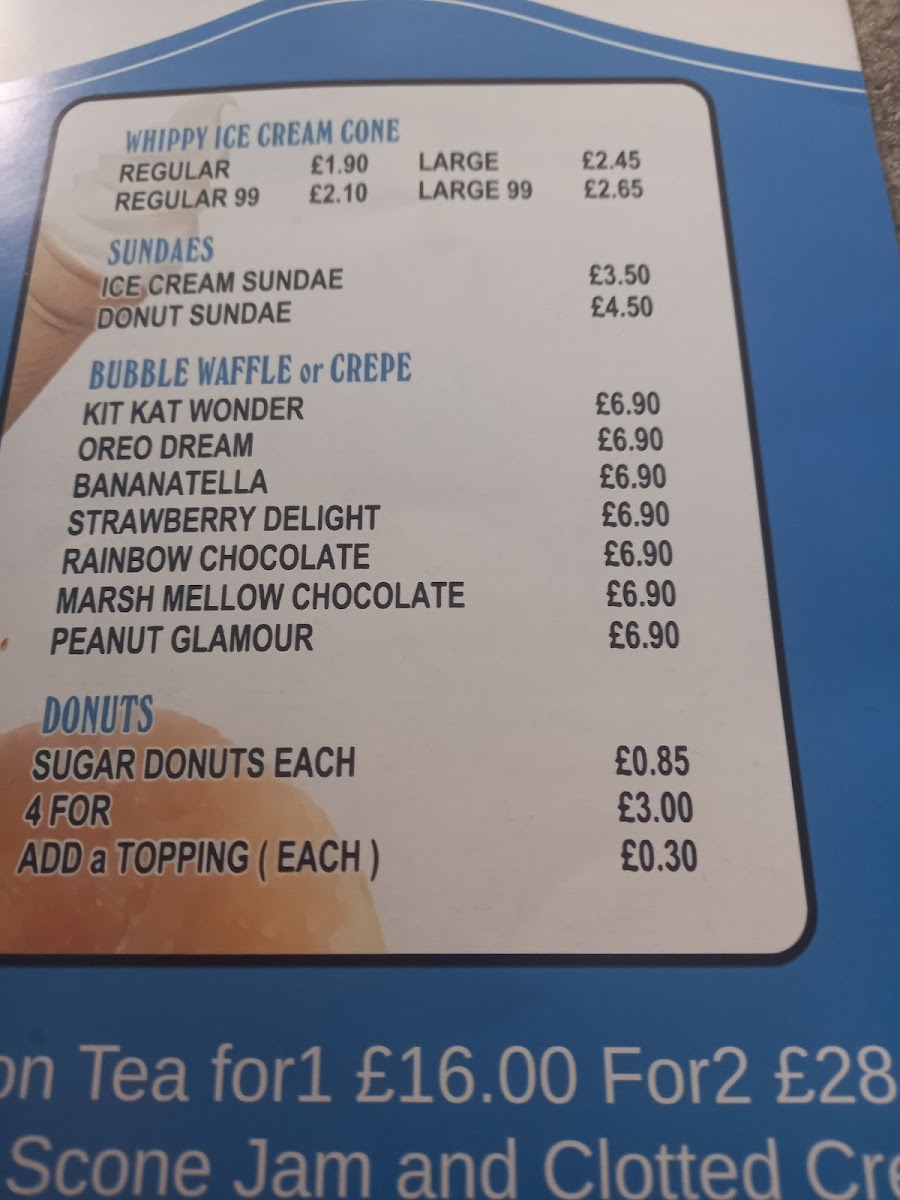 WHIPPY ICE CREAM CONE
REGULAR £1.90 LARGE £2.45
REGULAR 99 £2.10 LARGE 99 £2.65
SUNDAES
ICE CREAM SUNDAE £3.50
DONUT SUNDAE £4.50
BUBBLE WAFFLE or CREPE
KIT KAT WONDER £6.90
OREO DREAM £6.90
BANANATELLA £6.90
STRAWBERRY DELIGHT £6.90
RAINBOW CHOCOLATE £6.90
MARSH MELLOW CHOCOLATE £6.90
PEANUT GLAMOUR £6.90
DONUTS
SUGAR DONUTS EACH £0.85
4 FOR £3.00
ADD a TOPPING ( EACH ) £0.30
on Tea for1 £16.00 For2 £28
Scone Jam and Clotted Cre